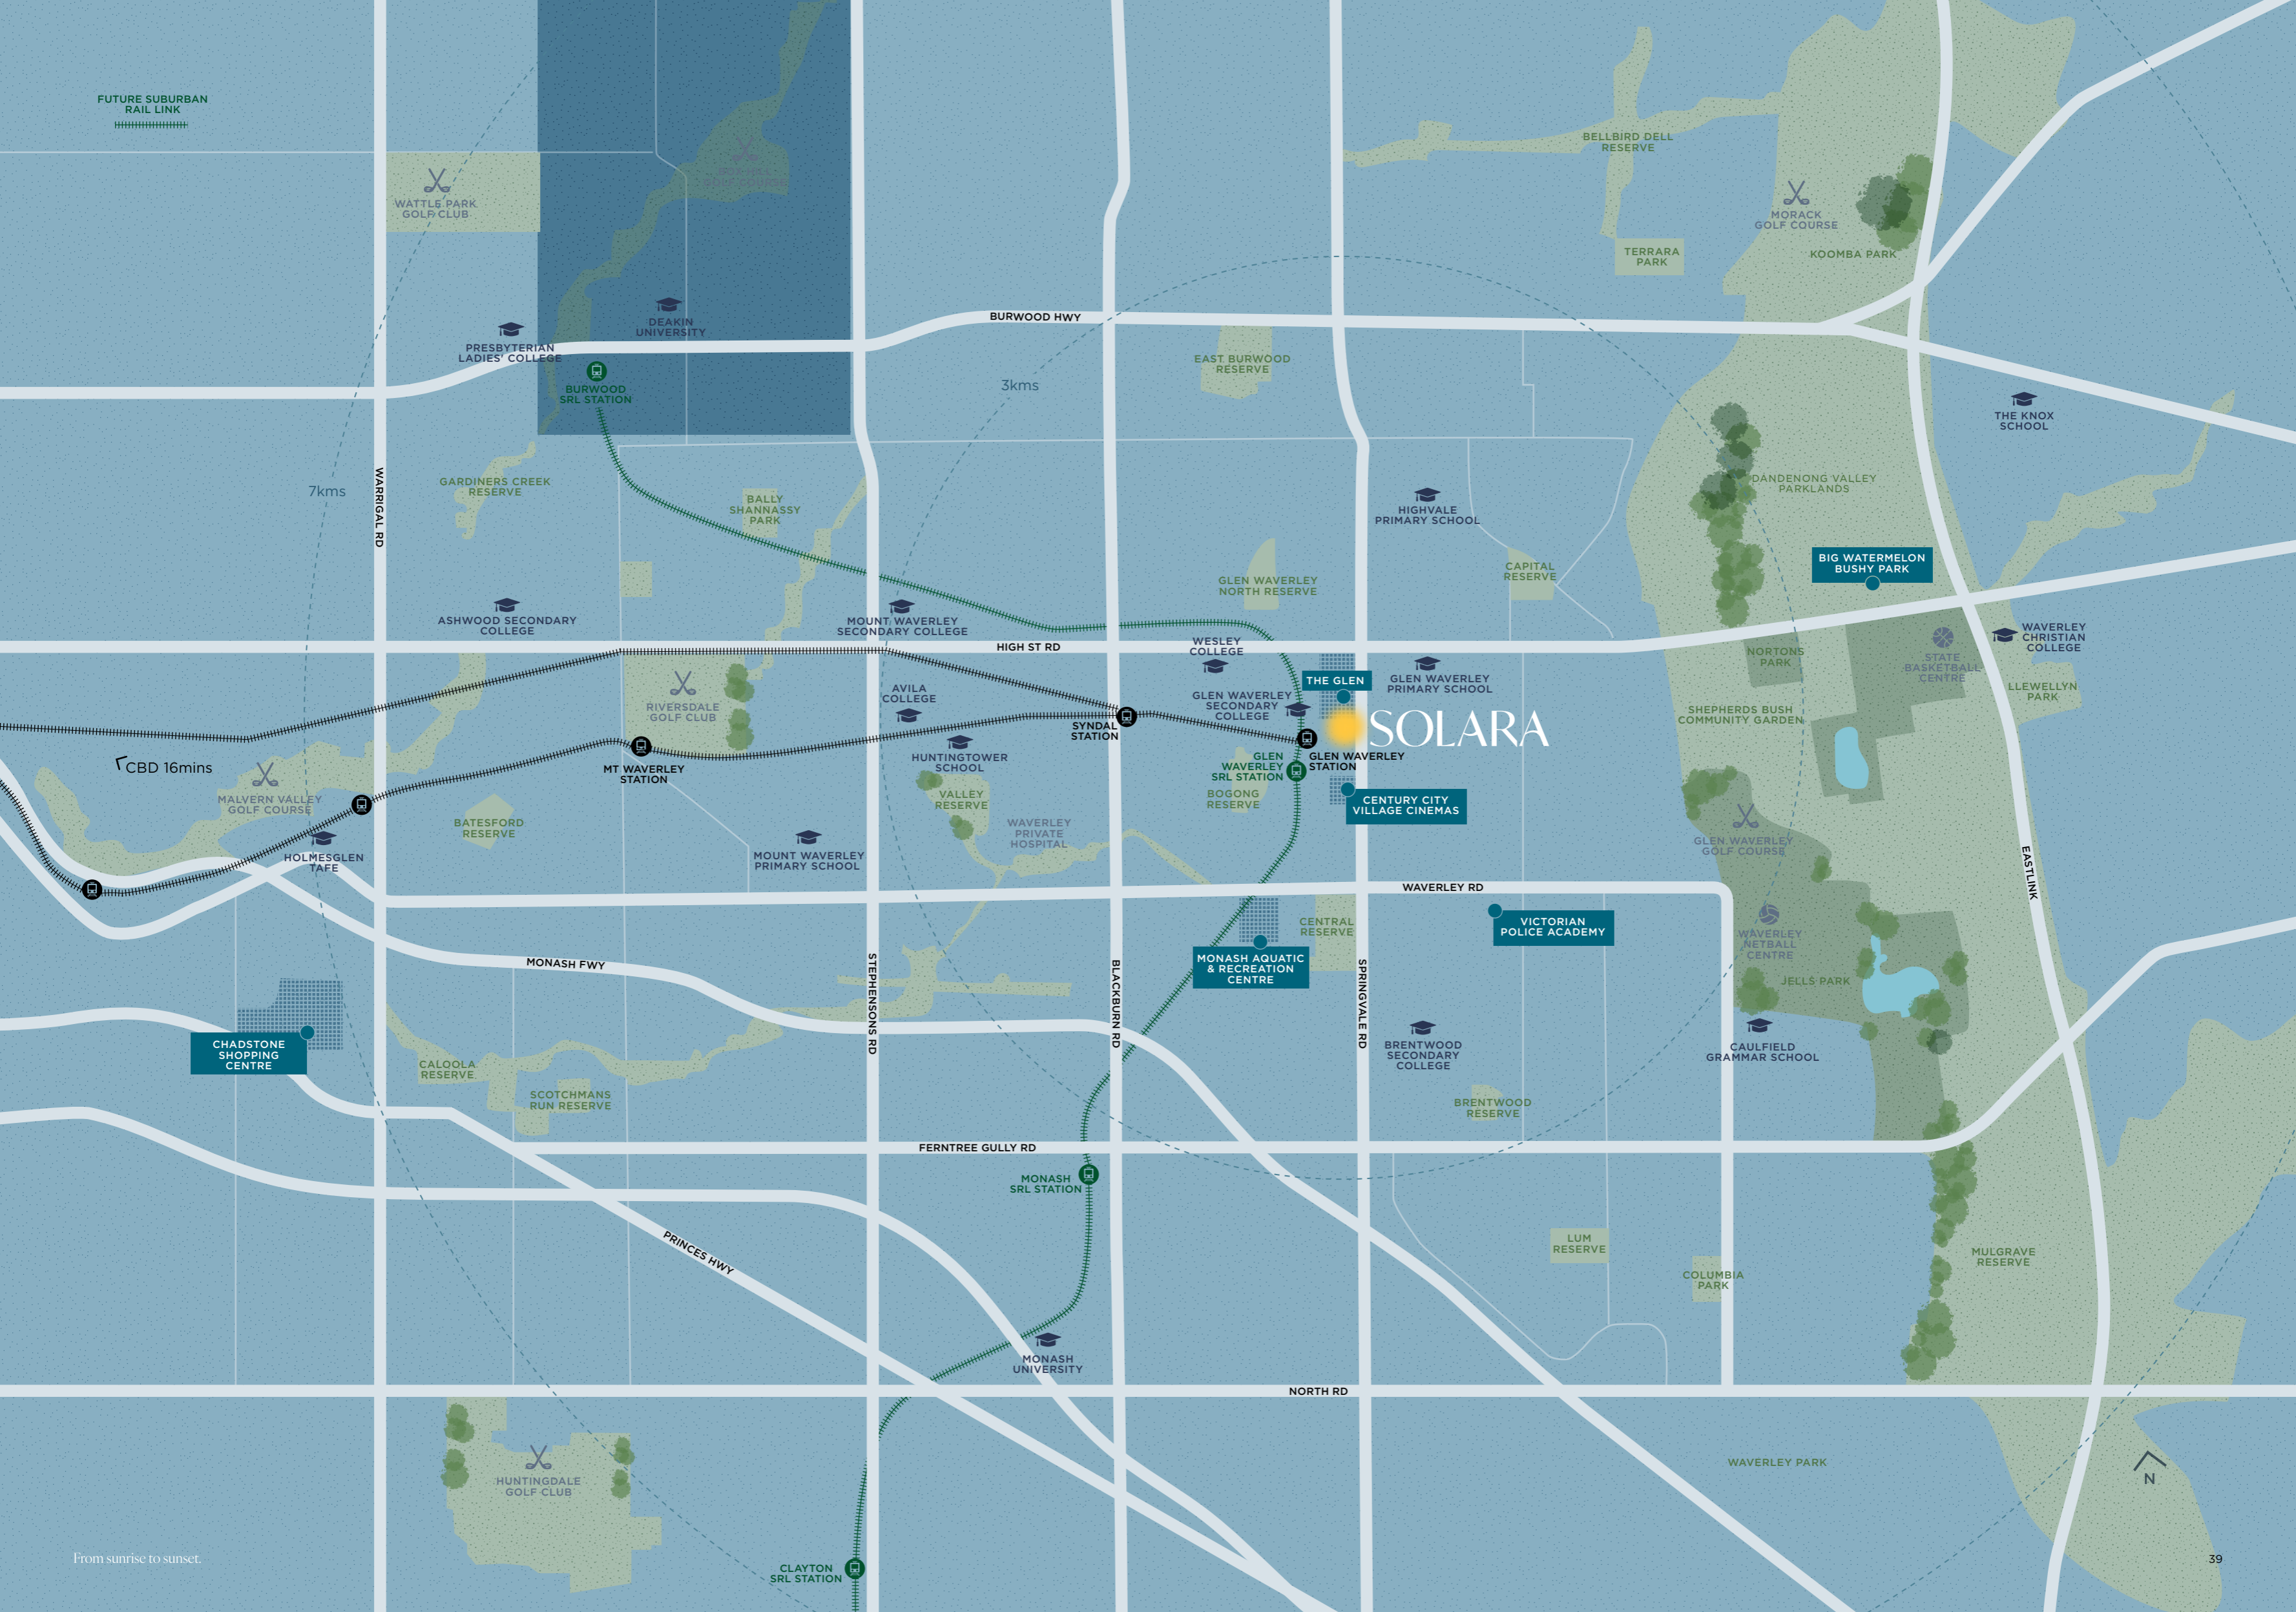 FUTURE SUBURBAN
RAIL LINK
WATTLE PARK
GOLF CLUB
BOX HILL
BELLBIRD DELL
RESERVE
MORACK
GOLF COURSE
TERRARA
PARK
KOOMBA PARK
DEAKIN
UNIVERSITY
PRESBYTERIAN
LADIES' COLLEGE
BURWOOD HWY
BURWOOD
SRL STATION
EAST BURWOOD
RESERVE
3kms
THE KNOX
SCHOOL
7kms
WARRIGAL RD
GARDINERS CREEK
RESERVE
BALLY
SHANNASSY
PARK
HIGHVALE
PRIMARY SCHOOL
DANDENONG VALLEY
PARKLANDS
BIG WATERMELON
BUSHY PARK
CAPITAL
RESERVE
GLEN WAVERLEY
NORTH RESERVE
ASHWOOD SECONDARY
COLLEGE
MOUNT WAVERLEY
SECONDARY COLLEGE
HIGH ST RD
WESLEY
COLLEGE
WAVERLEY
CHRISTIAN
COLLEGE
NORTONS
PARK
STATE
BASKETBALL
CENTRE
LLEWELLYN
PARK
THE GLEN
GLEN WAVERLEY
PRIMARY SCHOOL
RIVERSDALE
GOLF CLUB
AVILA
COLLEGE
GLEN WAVERLEY
SECONDARY
COLLEGE
SHEPHERDS BUSH
COMMUNITY GARDEN
SYNDAL
STATION
SOLARA
HUNTINGTOWER
SCHOOL
GLEN
WAVERLEY
SRL STATION
GLEN WAVERLEY
STATION
CBD 16mins
MT WAVERLEY
STATION
MALVERN VALLEY
GOLF COURSE
VALLEY
RESERVE
BOGONG
RESERVE
CENTURY CITY
VILLAGE CINEMAS
BATESFORD
RESERVE
WAVERLEY
PRIVATE
HOSPITAL
GLEN WAVERLEY
GOLF COURSE
HOLMESGLEN
TAFE
MOUNT WAVERLEY
PRIMARY SCHOOL
EASTLINK
WAVERLEY RD
CENTRAL
RESERVE
VICTORIAN
POLICE ACADEMY
WAVERLEY
NETBALL
CENTRE
MONASH FWY
MONASH AQUATIC
& RECREATION
CENTRE
JELLS PARK
STEPHENSONS RD
BLACKBURN RD
SPRINGVALE RD
CHADSTONE
SHOPPING
CENTRE
BRENTWOOD
SECONDARY
COLLEGE
CAULFIELD
GRAMMAR SCHOOL
CALOOLA
RESERVE
SCOTCHMANS
RUN RESERVE
BRENTWOOD
RESERVE
FERNTREE GULLY RD
MONASH
SRL STATION
PRINCES HWY
LUM
RESERVE
MULGRAVE
RESERVE
COLUMBIA
PARK
MONASH
UNIVERSITY
NORTH RD
WAVERLEY PARK
HUNTINGDALE
GOLF CLUB
N
CLAYTON
SRL STATION
From sunrise to sunset.
39